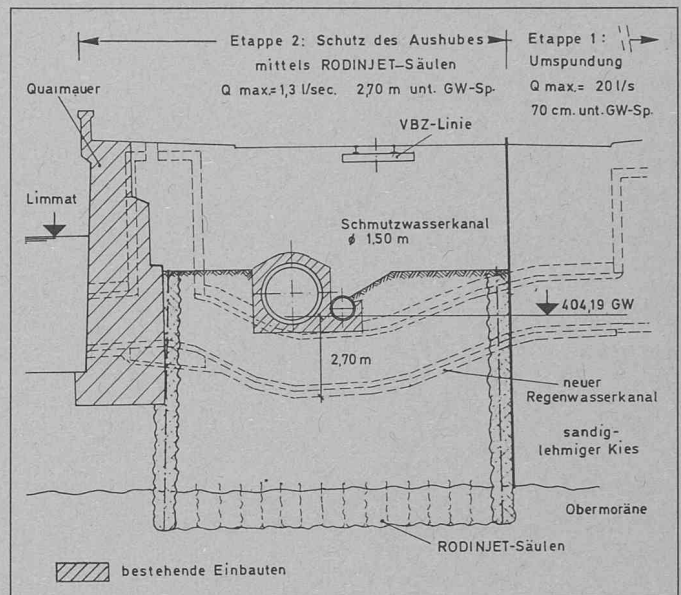 Etappe 2: Schutz des Aushubes
mittels RODINJET-Säulen
Q max.= 1,3 l/sec. 2,70 m unt. GW-Sp.
Etappe 1:
Umspundung
Q max.= 20 l/s
70 cm. unt. GW-Sp.
Quaimauer
VBZ-Linie
Limmat
Schmutzwasserkanal
ϕ 1,50 m
404,19 GW
2,70 m
neuer
Regenwasserkanal
sandig-
lehmiger Kies
Obermoräne
RODINJET-Säulen
bestehende Einbauten